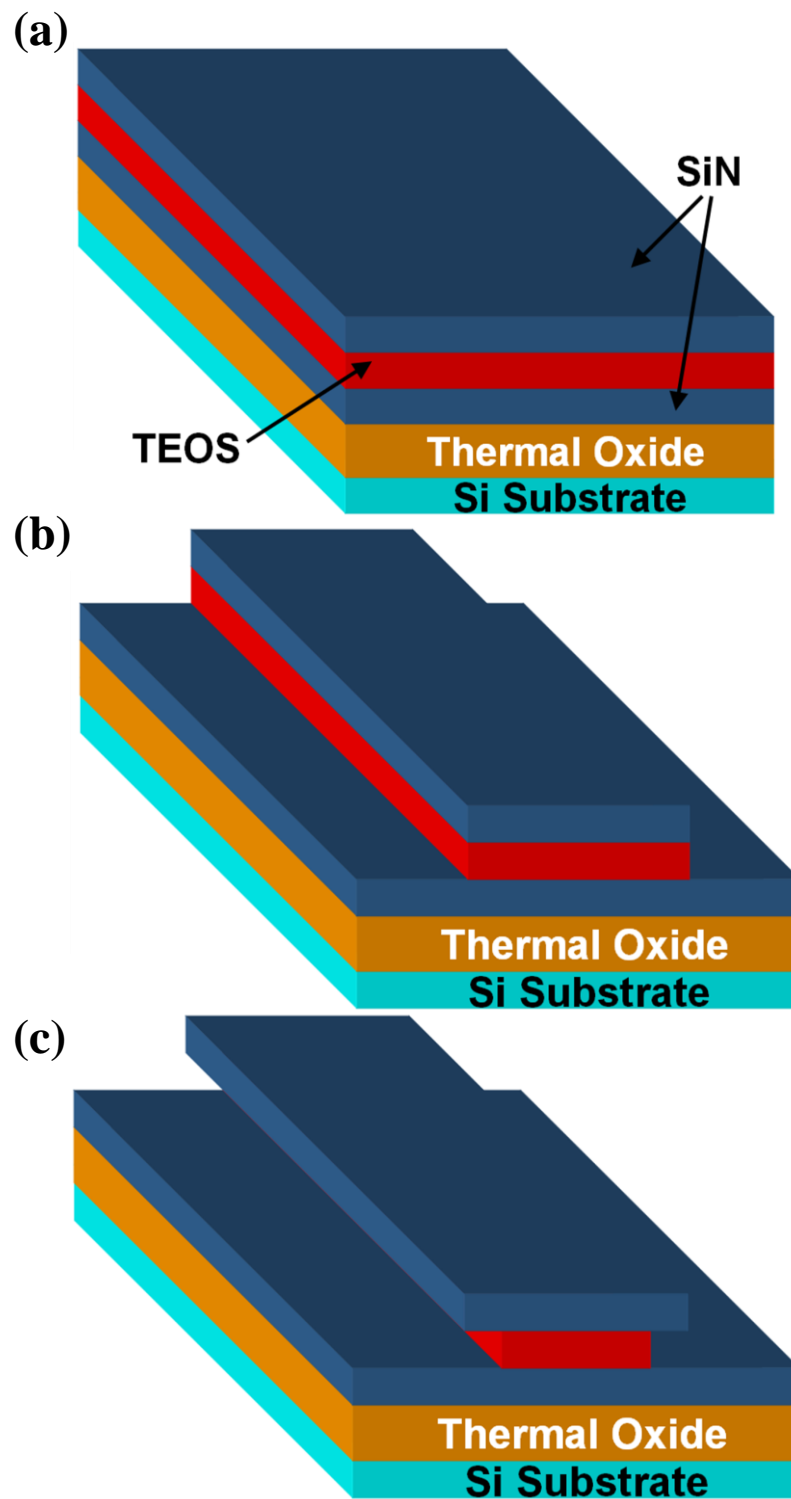 (a)
SiN
TEOS
Thermal Oxide
Si Substrate
(b)
Thermal Oxide
Si Substrate
(c)
Thermal Oxide
Si Substrate